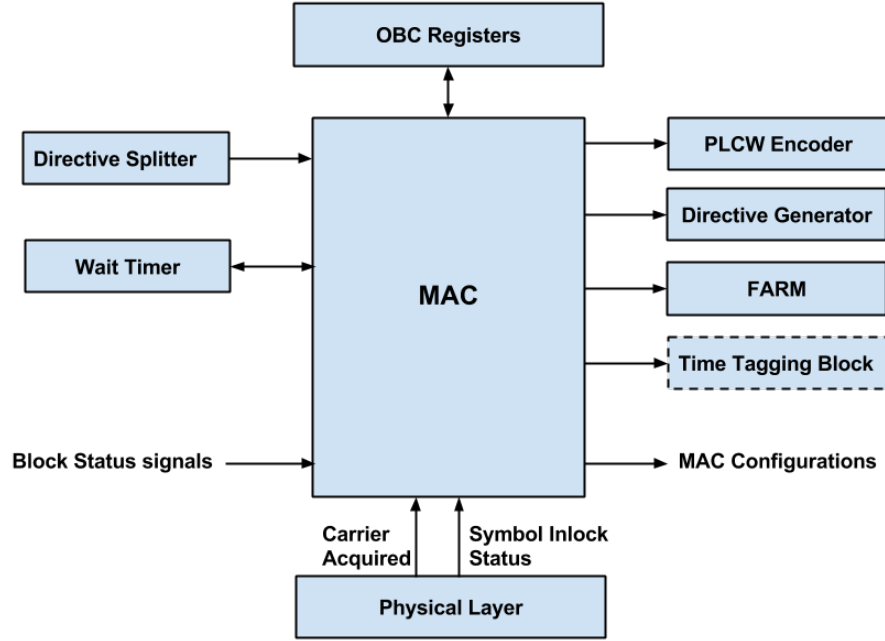 OBC Registers
Directive Splitter
PLCW Encoder
Directive Generator
Wait Timer
MAC
FARM
Time Tagging Block
Block Status signals
MAC Configurations
Carrier
Acquired
Symbol Inlock
Status
Physical Layer